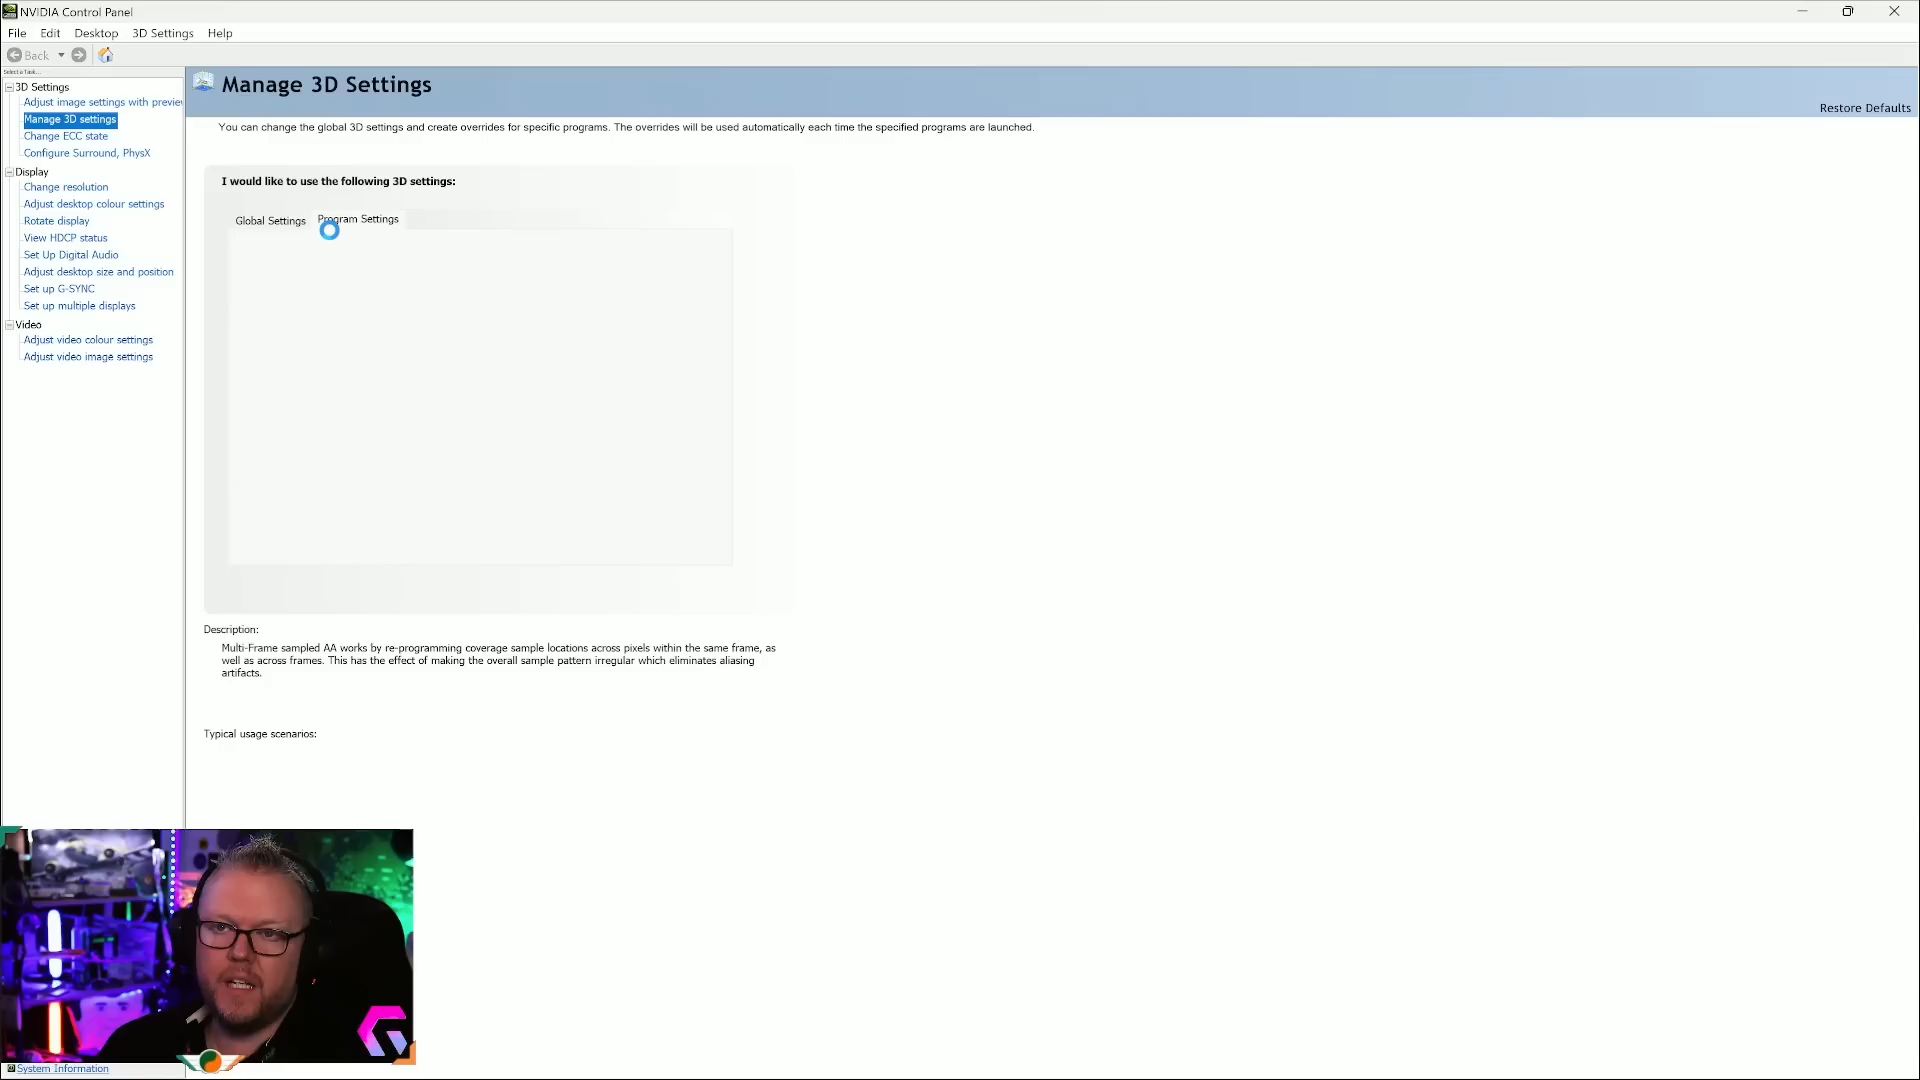 NVIDIA Control Panel
File Edit Desktop 3D Settings Help
Back
Select a Task...
3D Settings
Adjust image settings with preview
Manage 3D settings
Change ECC state
Configure Surround, PhysX
Display
Change resolution
Adjust desktop colour settings
Rotate display
View HDCP status
Set Up Digital Audio
Adjust desktop size and position
Set up G-SYNC
Set up multiple displays
Video
Adjust video colour settings
Adjust video image settings
System Information
Manage 3D Settings
Restore Defaults
You can change the global 3D settings and create overrides for specific programs. The overrides will be used automatically each time the specified programs are launched.
I would like to use the following 3D settings:
Global Settings Program Settings
Description:
Multi-Frame sampled AA works by re-programming coverage sample locations across pixels within the same frame, as
well as across frames. This has the effect of making the overall sample pattern irregular which eliminates aliasing
artifacts.
Typical usage scenarios: